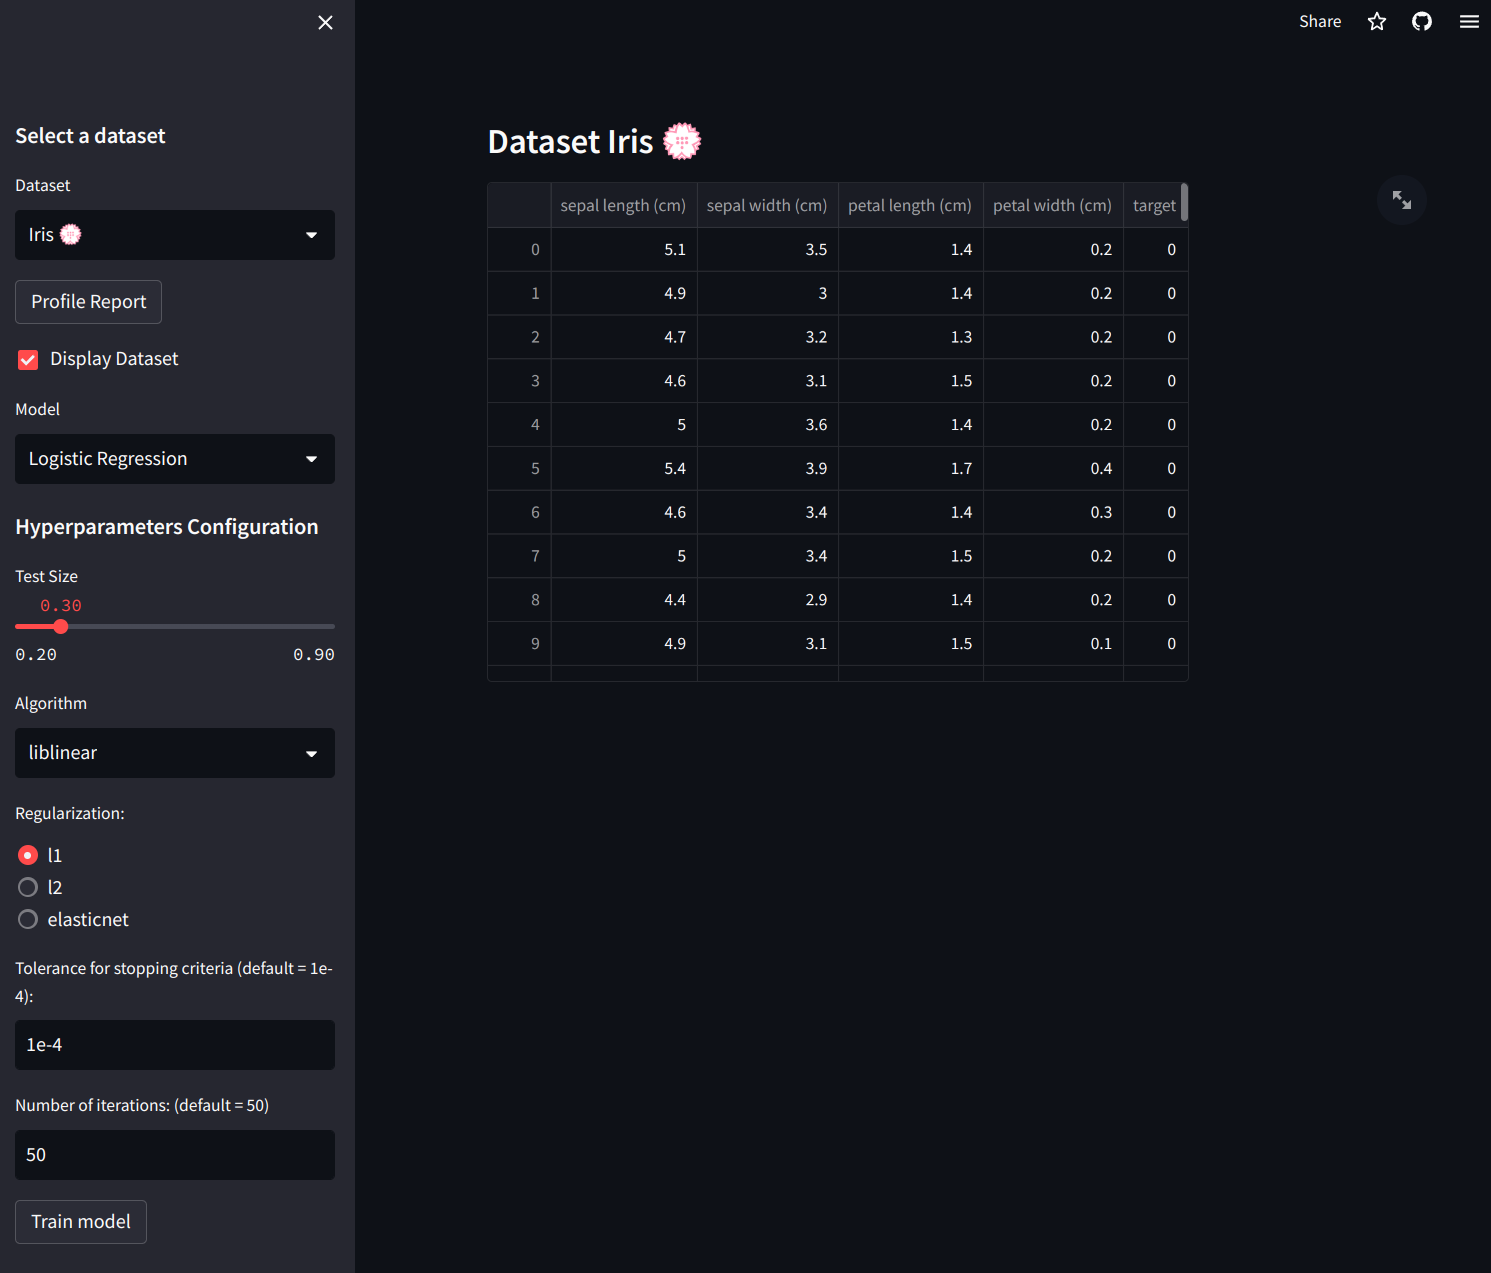 Share
Select a dataset
Dataset
Iris
Profile Report
Display Dataset
Model
Logistic Regression
Hyperparameters Configuration
Test Size
0.30
0.20 0.90
Algorithm
liblinear
Regularization:
l1
l2
elasticnet
Tolerance for stopping criteria (default = 1e-
4):
1e-4
Number of iterations: (default = 50)
50
Train model
Dataset Iris
sepal length (cm) sepal width (cm) petal length (cm) petal width (cm) target
0 5.1 3.5 1.4 0.2 0
1 4.9 3 1.4 0.2 0
2 4.7 3.2 1.3 0.2 0
3 4.6 3.1 1.5 0.2 0
4 5 3.6 1.4 0.2 0
5 5.4 3.9 1.7 0.4 0
6 4.6 3.4 1.4 0.3 0
7 5 3.4 1.5 0.2 0
8 4.4 2.9 1.4 0.2 0
9 4.9 3.1 1.5 0.1 0